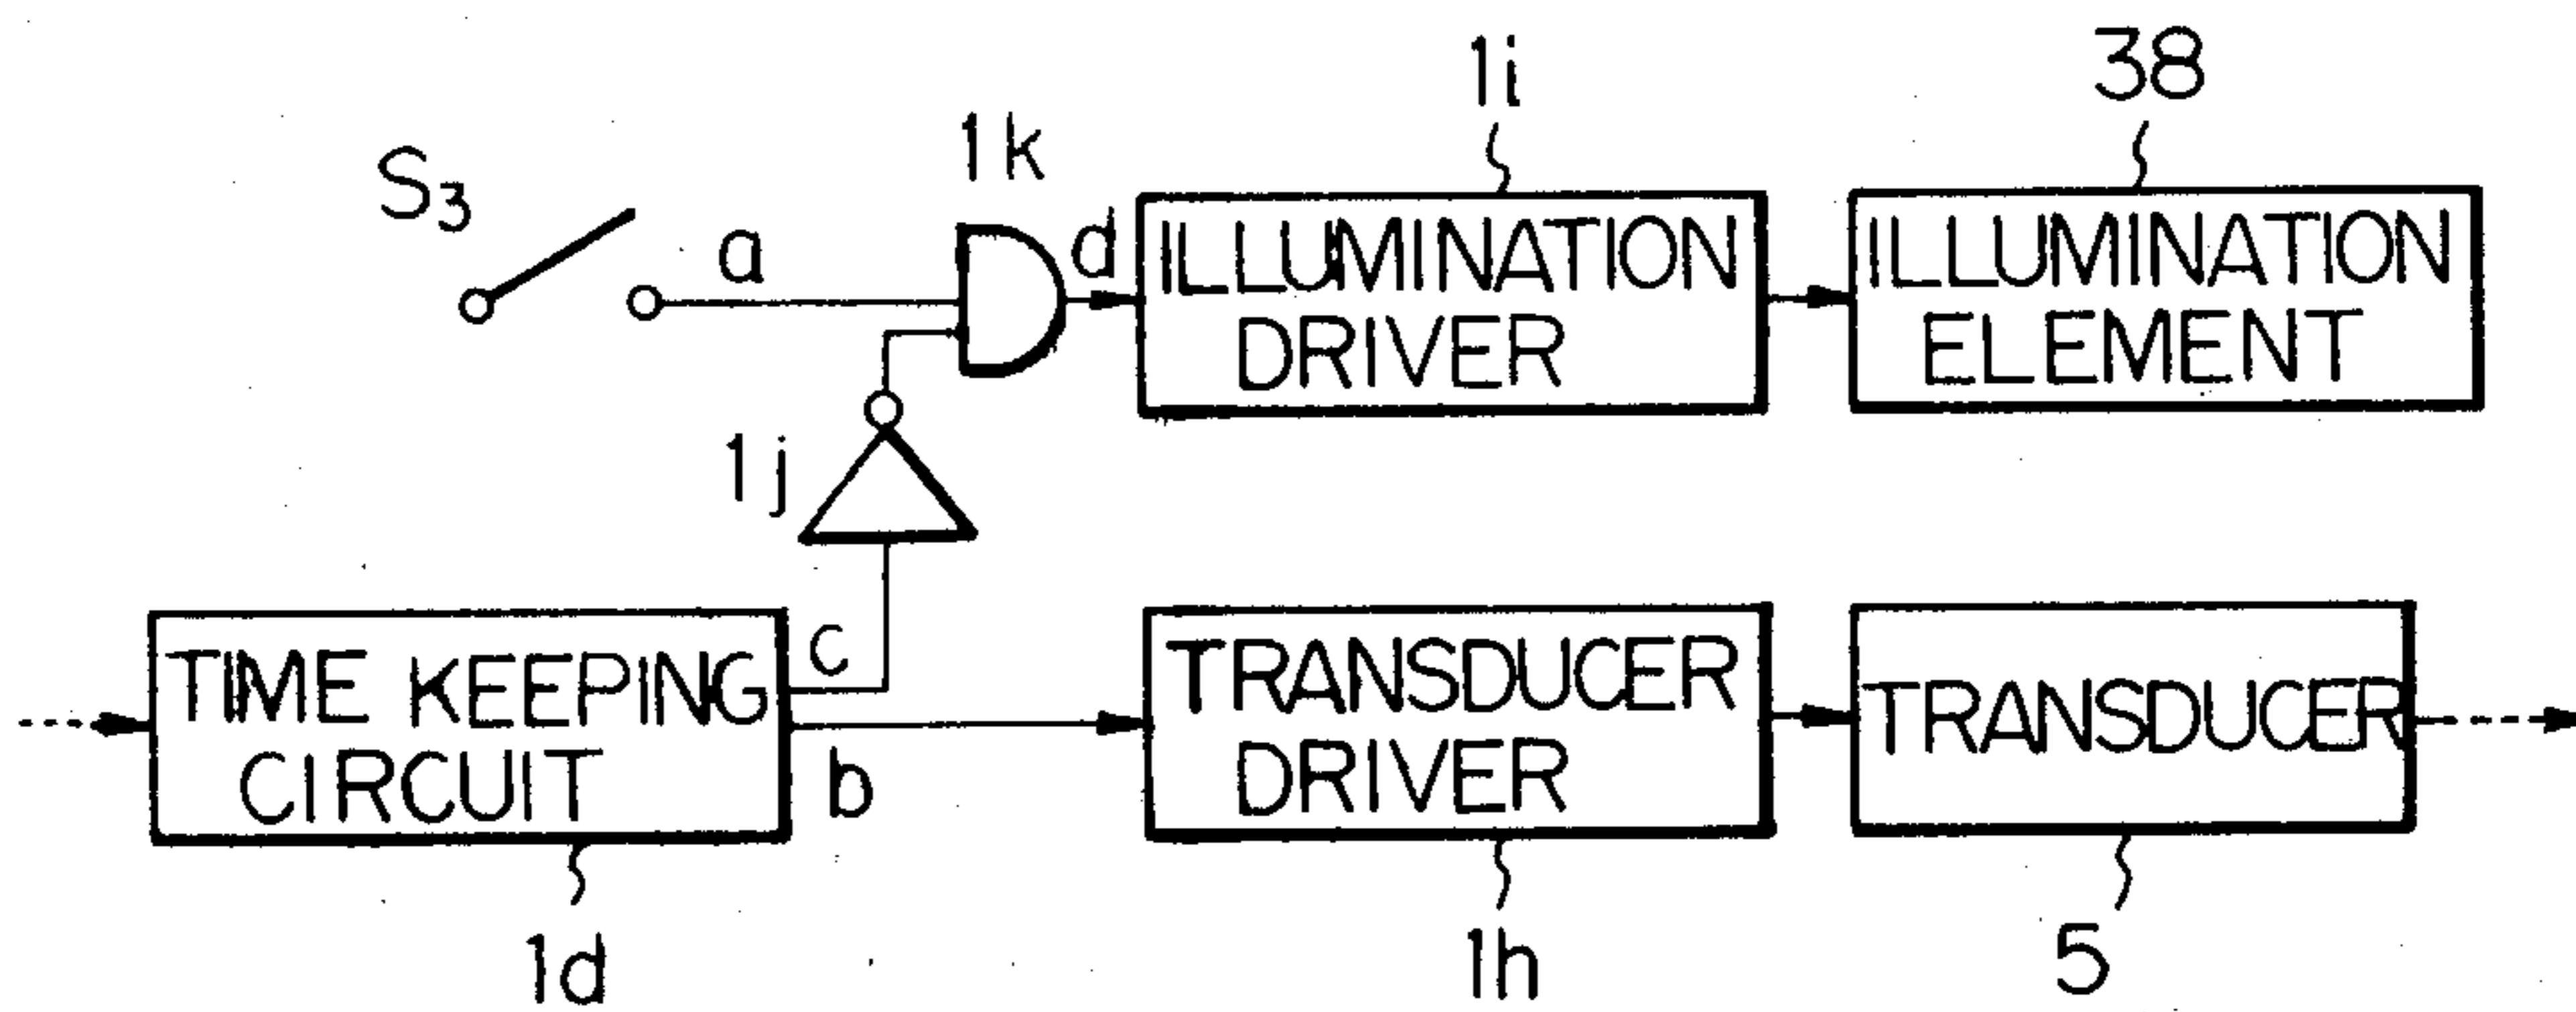 1i
38
1k
S3
a
d
ILLUMINATION
DRIVER
ILLUMINATION
ELEMENT
1j
c
TIME KEEPING
CIRCUIT
b
TRANSDUCER
DRIVER
TRANSDUCER
1d
1h
5